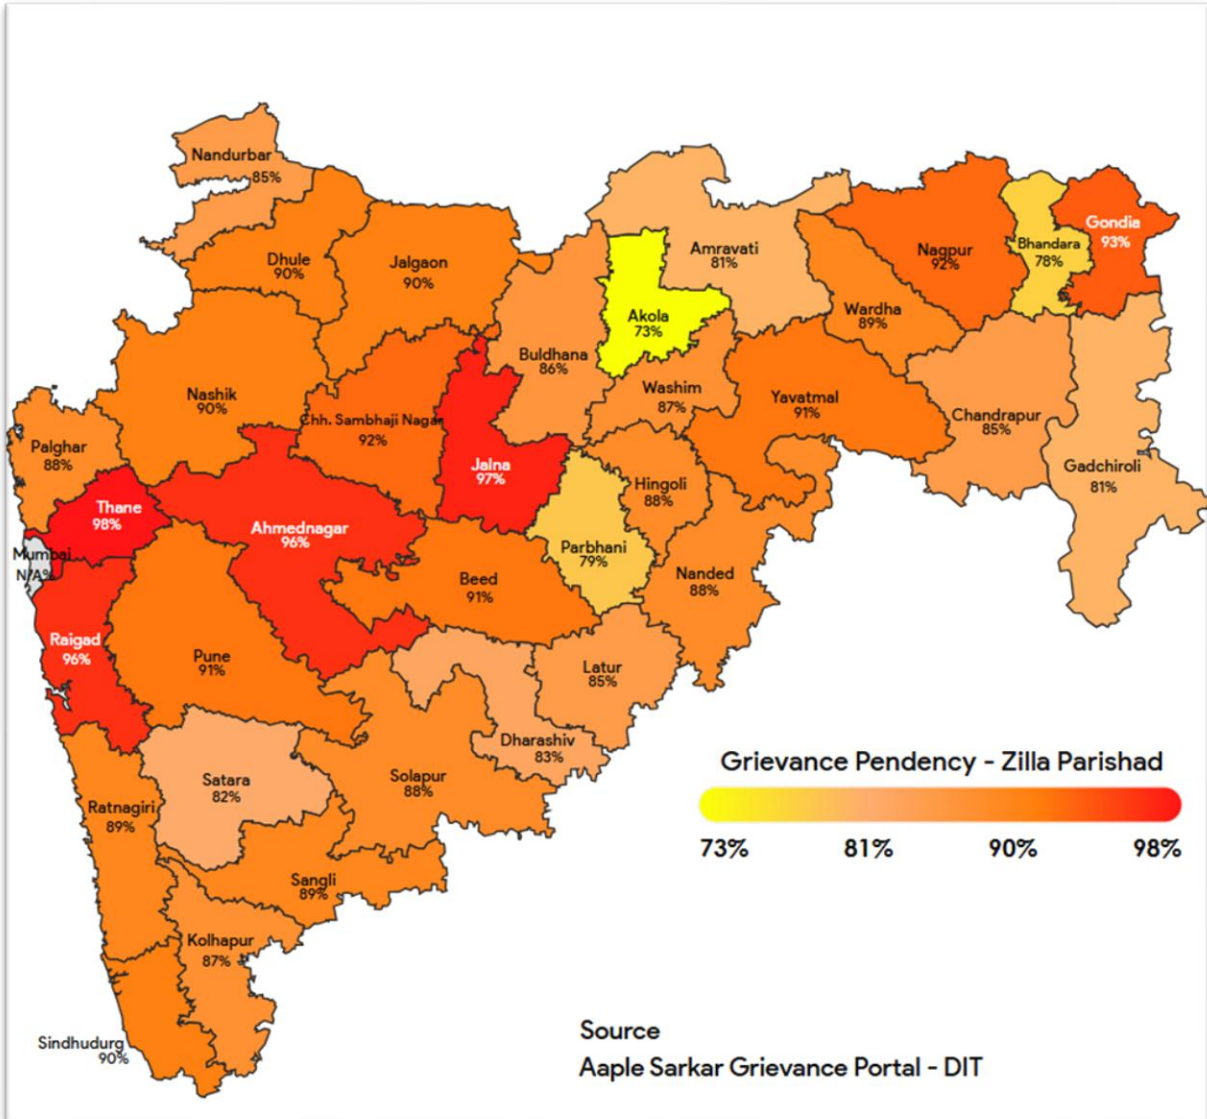 Nandurbar
85%
Dhule
90%
Jalgaon
90%
Amravati
81%
Nagpur
92%
Bhandara
78%
Gondia
93%
Akola
73%
Wardha
89%
Buldhana
86%
Washim
87%
Yavatmal
91%
Nashik
90%
Chh. Sambhaji Nagar
92%
Chandrapur
85%
Palghar
88%
Jalna
97%
Gadchiroli
81%
Hingoli
88%
Thane
98%
Ahmednagar
96%
Parbhani
79%
Mumbai
N/A%
Beed
91%
Nanded
88%
Raigad
96%
Pune
91%
Latur
85%
Dharashiv
83%
Satara
82%
Solapur
88%
Ratnagiri
89%
Sangli
89%
Kolhapur
87%
Sindhudurg
90%
Grievance Pendency - Zilla Parishad
73% 81% 90% 98%
Source
Aaple Sarkar Grievance Portal - DIT